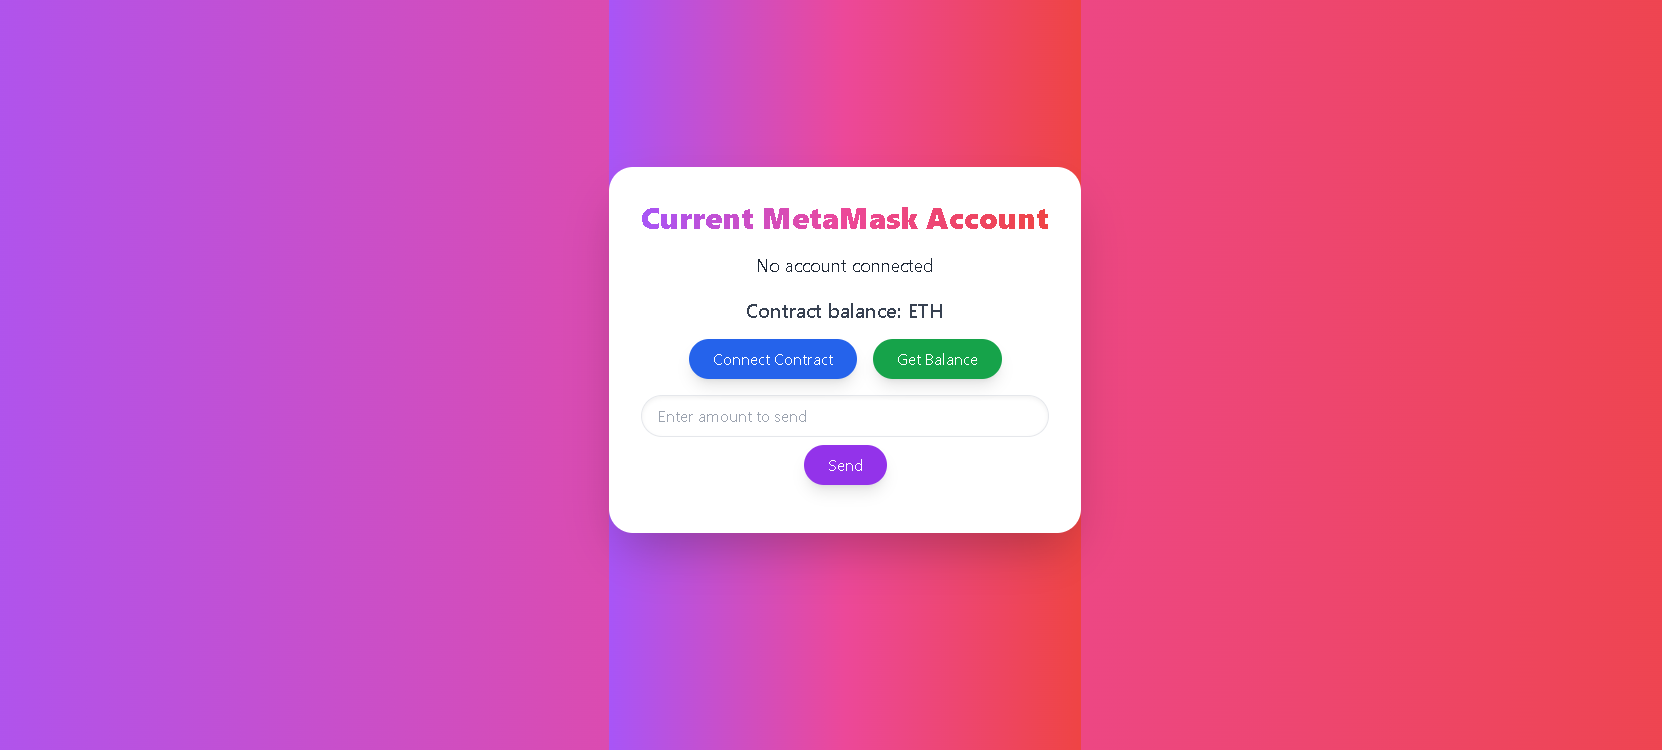 Current MetaMask Account
No account connected
Contract balance: ETH
Connect Contract Get Balance
Enter amount to send
Send